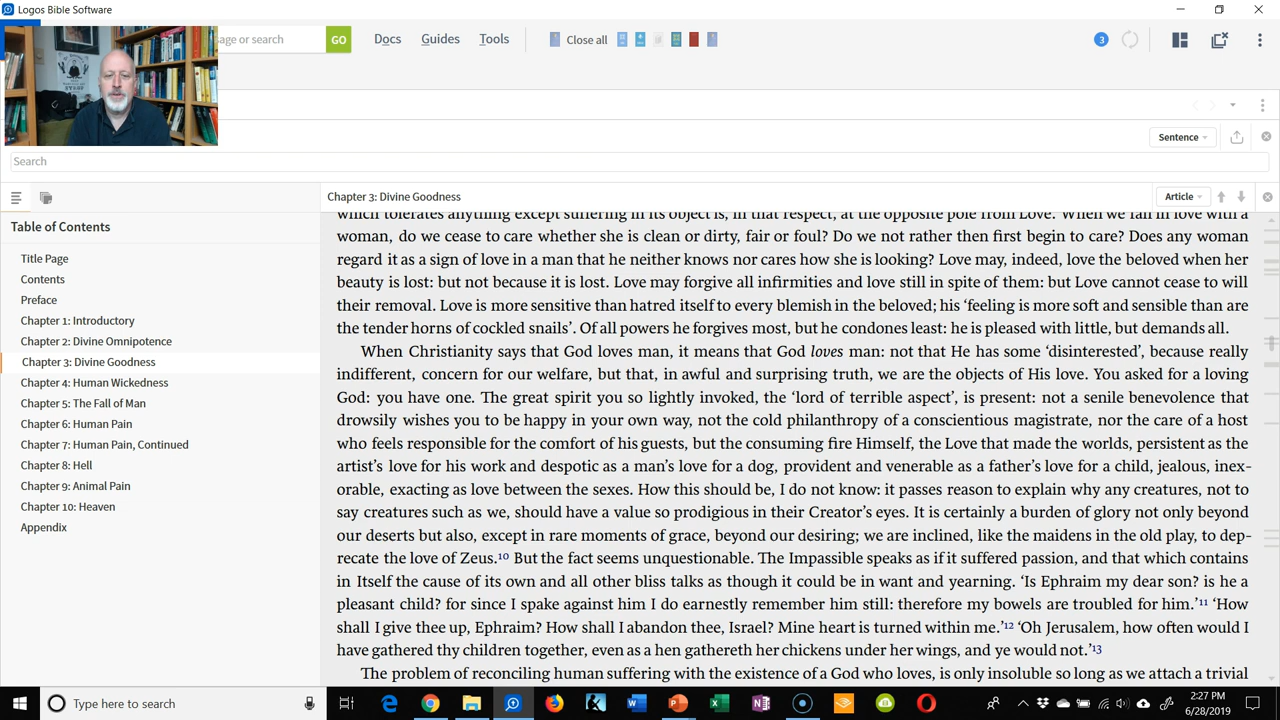 Logos Bible Software
age or search
GO
Docs
Guides
Tools
Close all
3
Sentence
Search
Chapter 3: Divine Goodness
Article
Table of Contents
Title Page
Contents
Preface
Chapter 1: Introductory
Chapter 2: Divine Omnipotence
Chapter 3: Divine Goodness
Chapter 4: Human Wickedness
Chapter 5: The Fall of Man
Chapter 6: Human Pain
Chapter 7: Human Pain, Continued
Chapter 8: Hell
Chapter 9: Animal Pain
Chapter 10: Heaven
Appendix
which tolerates anything except suffering in its object is, in that respect, at the opposite pole from Love. When we fall in love with a
woman, do we cease to care whether she is clean or dirty, fair or foul? Do we not rather then first begin to care? Does any woman
regard it as a sign of love in a man that he neither knows nor cares how she is looking? Love may, indeed, love the beloved when her
beauty is lost: but not because it is lost. Love may forgive all infirmities and love still in spite of them: but Love cannot cease to will
their removal. Love is more sensitive than hatred itself to every blemish in the beloved; his ‘feeling is more soft and sensible than are
the tender horns of cockled snails’. Of all powers he forgives most, but he condones least: he is pleased with little, but demands all.
When Christianity says that God loves man, it means that God loves man: not that He has some ‘disinterested’, because really
indifferent, concern for our welfare, but that, in awful and surprising truth, we are the objects of His love. You asked for a loving
God: you have one. The great spirit you so lightly invoked, the ‘lord of terrible aspect’, is present: not a senile benevolence that
drowsily wishes you to be happy in your own way, not the cold philanthropy of a conscientious magistrate, nor the care of a host
who feels responsible for the comfort of his guests, but the consuming fire Himself, the Love that made the worlds, persistent as the
artist’s love for his work and despotic as a man’s love for a dog, provident and venerable as a father’s love for a child, jealous, inex-
orable, exacting as love between the sexes. How this should be, I do not know: it passes reason to explain why any creatures, not to
say creatures such as we, should have a value so prodigious in their Creator’s eyes. It is certainly a burden of glory not only beyond
our deserts but also, except in rare moments of grace, beyond our desiring; we are inclined, like the maidens in the old play, to dep-
recate the love of Zeus.10 But the fact seems unquestionable. The Impassible speaks as if it suffered passion, and that which contains
in Itself the cause of its own and all other bliss talks as though it could be in want and yearning. ‘Is Ephraim my dear son? is he a
pleasant child? for since I spake against him I do earnestly remember him still: therefore my bowels are troubled for him.’11 ‘How
shall I give thee up, Ephraim? How shall I abandon thee, Israel? Mine heart is turned within me.’12 ‘Oh Jerusalem, how often would I
have gathered thy children together, even as a hen gathereth her chickens under her wings, and ye would not.’13
The problem of reconciling human suffering with the existence of a God who loves, is only insoluble so long as we attach a trivial
Type here to search
2:27 PM
6/28/2019